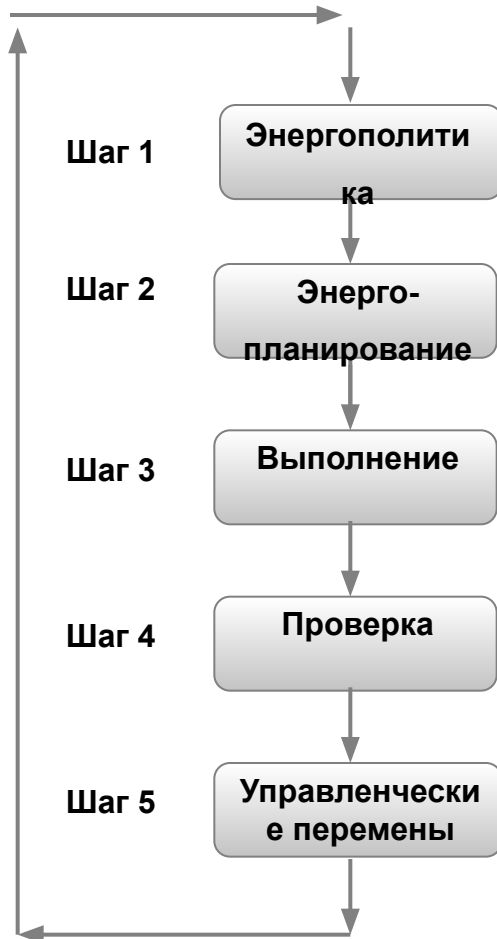 Шаг 1
Энергополити
ка
Шаг 2
Энерго-
планирование
Шаг 3
Выполнение
Шаг 4
Проверка
Шаг 5
Управленчески
е перемены